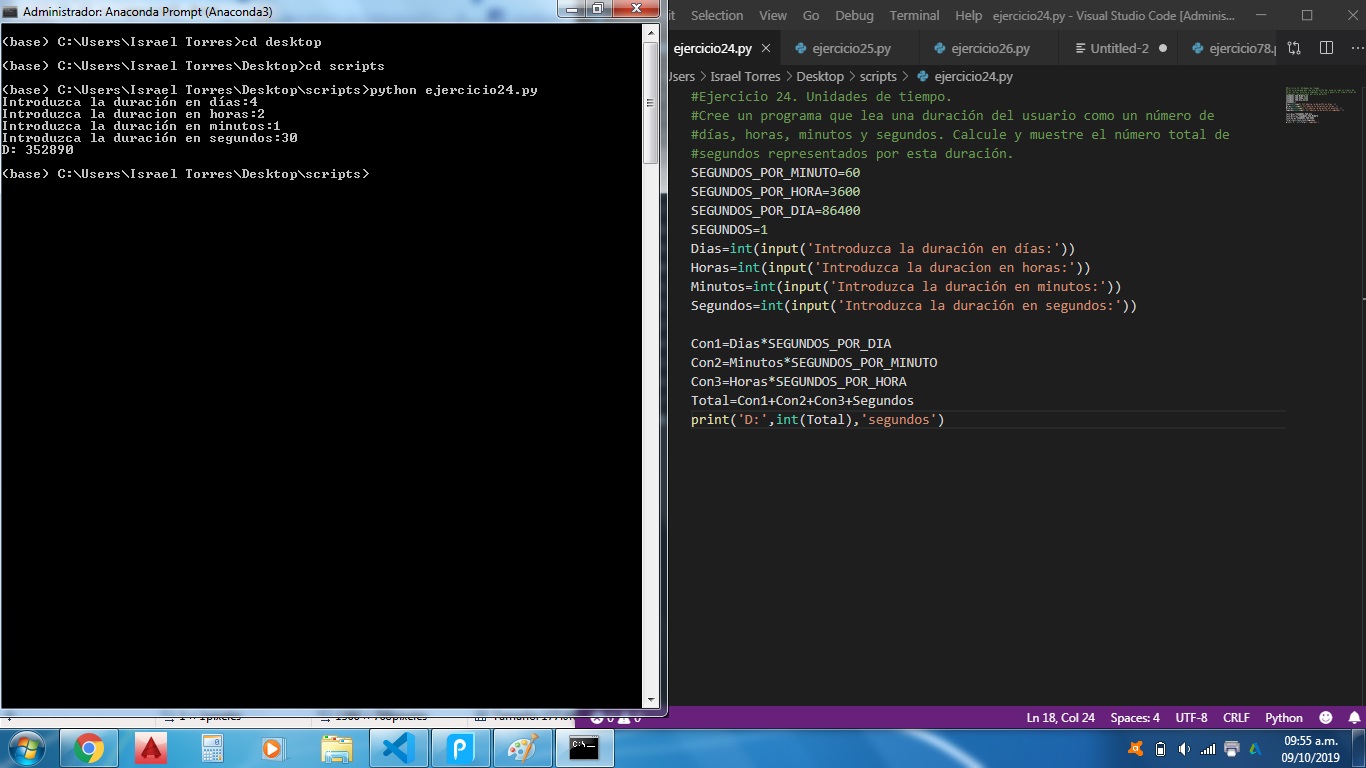 Administrador: Anaconda Prompt (Anaconda3)
(base) C:\Users\Israel Torres>cd desktop
(base) C:\Users\Israel Torres\Desktop>cd scripts
(base) C:\Users\Israel Torres\Desktop\scripts>python ejercicio24.py
Introduzca la duración en días:4
Introduzca la duracion en horas:2
Introduzca la duración en minutos:1
Introduzca la duración en segundos:30
D: 352890
(base) C:\Users\Israel Torres\Desktop\scripts>
it Selection View Go Debug Terminal Help ejercicio24.py - Visual Studio Code [Adminis...
ejercicio24.py ejercicio25.py ejercicio26.py Untitled-2 ejercicio78.p
Jsers > Israel Torres > Desktop > scripts > ejercicio24.py
#Ejercicio 24. Unidades de tiempo.
#Cree un programa que lea una duración del usuario como un número de
#días, horas, minutos y segundos. Calcule y muestre el número total de
#segundos representados por esta duración.
SEGUNDOS_POR_MINUTO=60
SEGUNDOS_POR_HORA=3600
SEGUNDOS_POR_DIA=86400
SEGUNDOS=1
Dias=int(input('Introduzca la duración en días:'))
Horas=int(input('Introduzca la duracion en horas:'))
Minutos=int(input('Introduzca la duración en minutos:'))
Segundos=int(input('Introduzca la duración en segundos:'))
Con1=Dias*SEGUNDOS_POR_DIA
Con2=Minutos*SEGUNDOS_POR_MINUTO
Con3=Horas*SEGUNDOS_POR_HORA
Total=Con1+Con2+Con3+Segundos
print('D:',int(Total),'segundos')
Ln 18, Col 24 Spaces: 4 UTF-8 CRLF Python
09:55 a.m.
09/10/2019